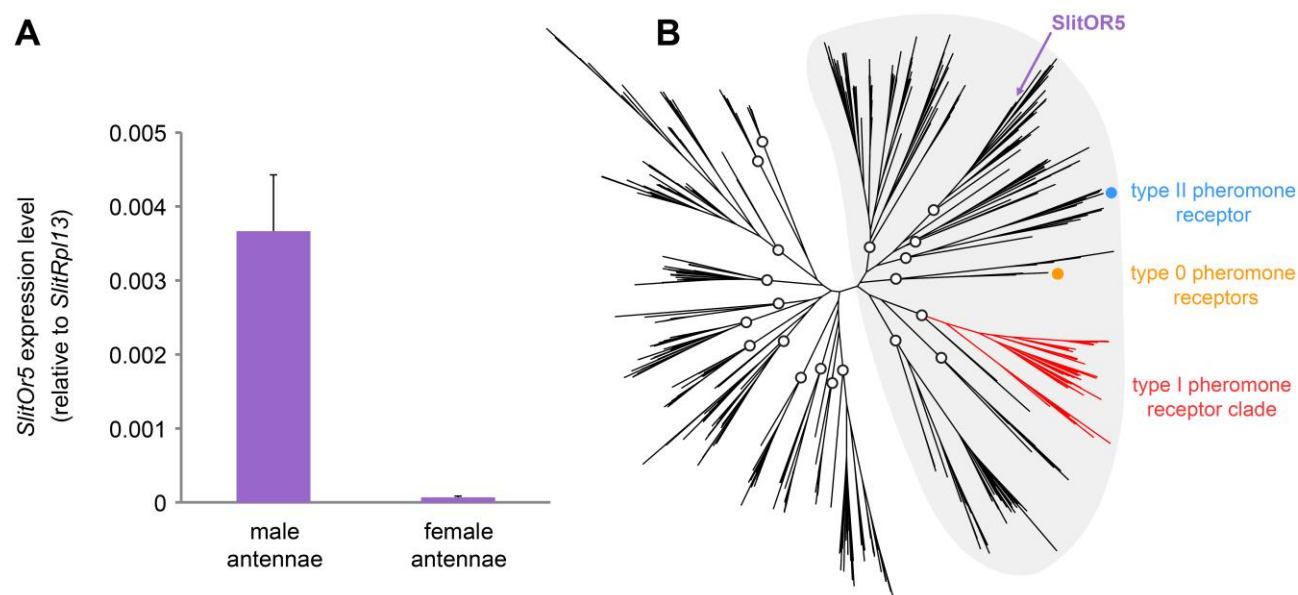 A
SlitOr5 expression level
(relative to SlitRpl13)
0.005
0.004
0.003
0.002
0.001
0
male
antennae
female
antennae
B
SlitOR5
type II pheromone
receptor
type 0 pheromone
receptors
type I pheromone
receptor clade